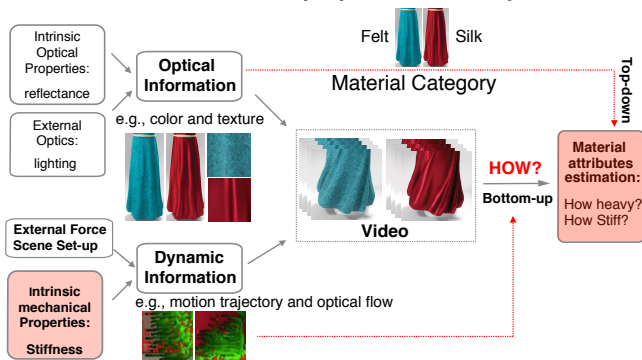 Felt
Silk
Material Category
Intrinsic
Optical
Properties:
reflectance
Optical
Information
e.g., color and texture
External
Optics:
lighting
Top-down
HOW?
Bottom-up
Material
attributes
estimation:
How heavy?
How Stiff?
Video
External Force
Scene Set-up
Dynamic
Information
e.g., motion trajectory and optical flow
Intrinsic
mechanical
Properties:
Stiffness